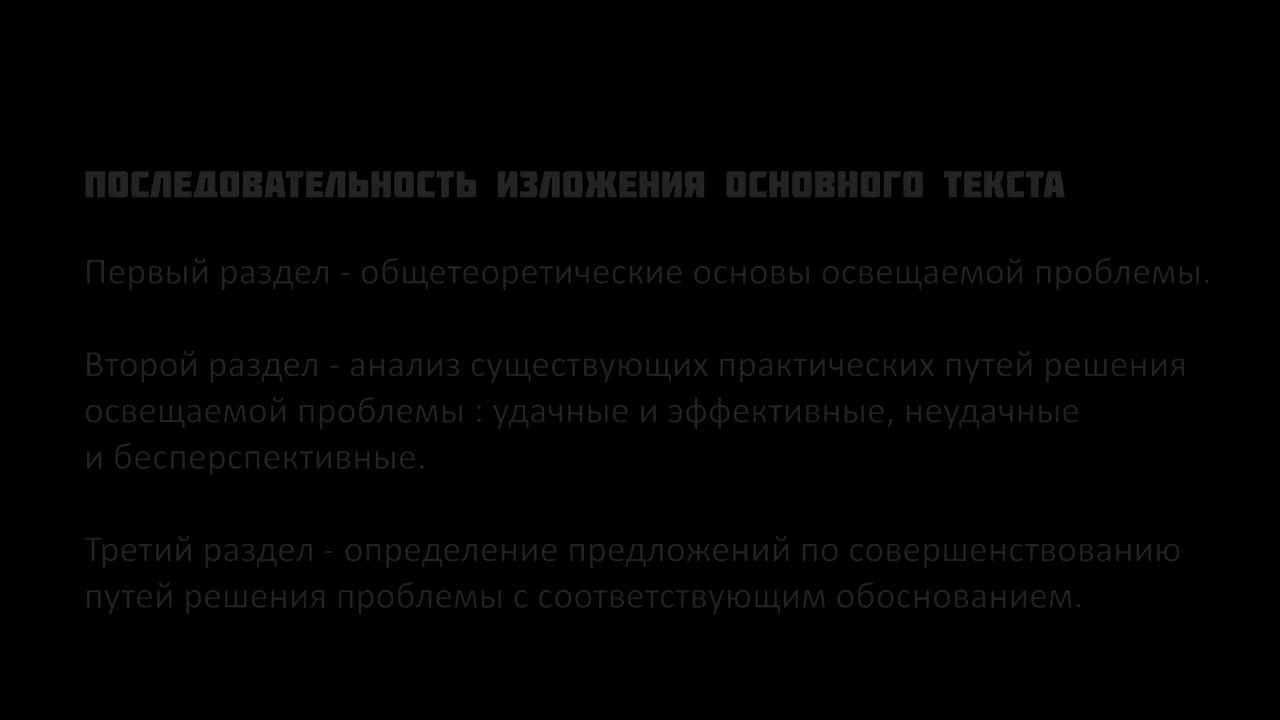 ПОСЛЕДОВАТЕЛЬНОСТЬ ИЗЛОЖЕНИЯ ОСНОВНОГО ТЕКСТА
Первый раздел - общетеоретические основы освещаемой проблемы.
Второй раздел - анализ существующих практических путей решения
освещаемой проблемы : удачные и эффективные, неудачные
и бесперспективные.
Третий раздел - определение предложений по совершенствованию
путей решения проблемы с соответствующим обоснованием.